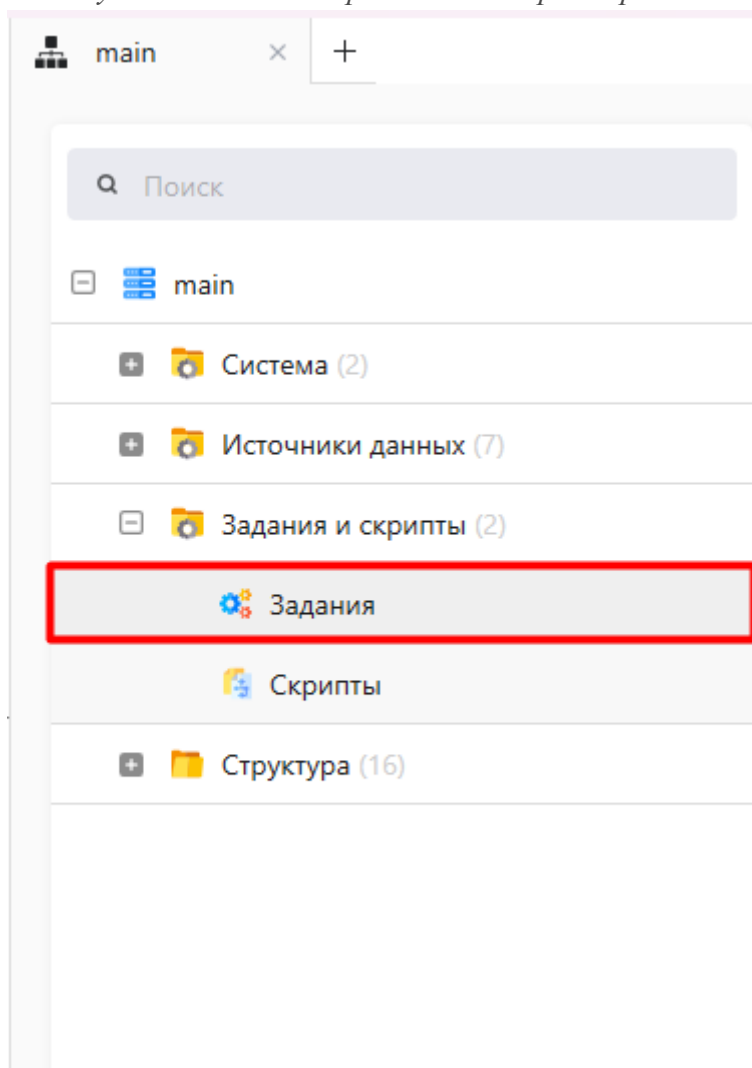 main × +
Поиск
main
Система (2)
Источники данных (7)
Задания и скрипты (2)
Задания
Скрипты
Структура (16)